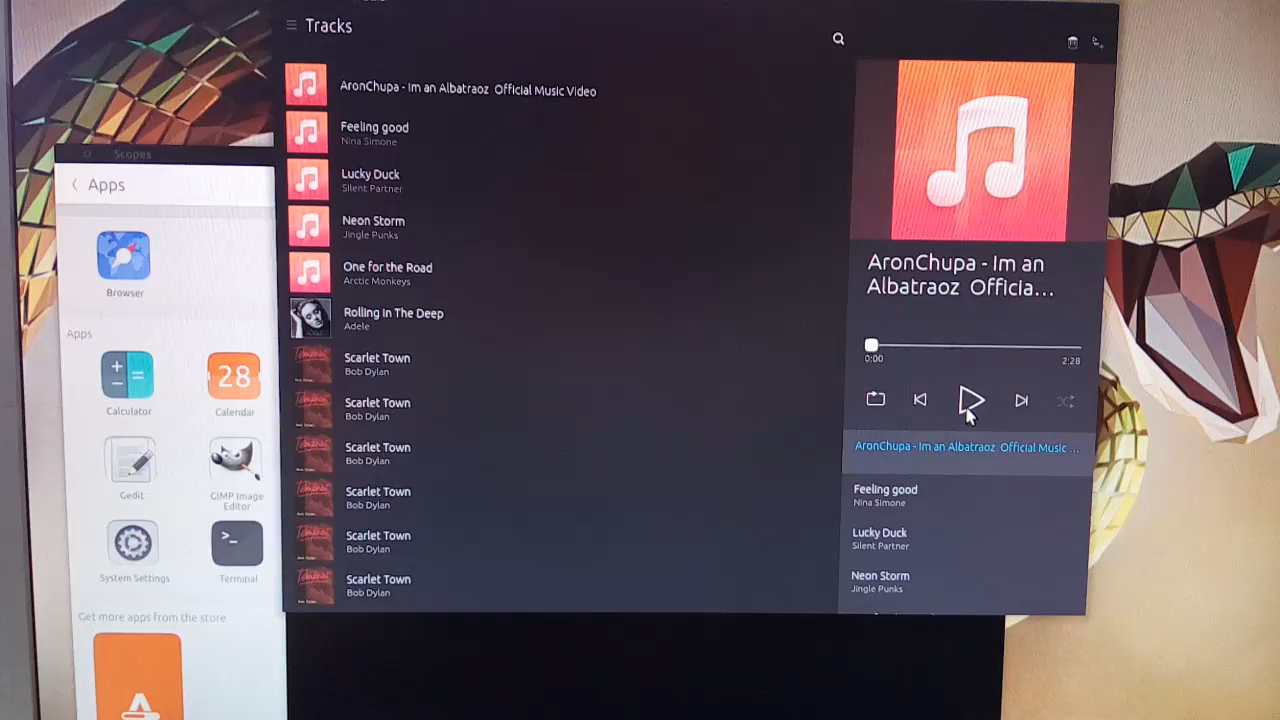 Tracks
AronChupa - Im an Albatraoz Official Music Video
Feeling good
Nina Simone
Lucky Duck
Silent Partner
Neon Storm
Jingle Punks
One for the Road
Arctic Monkeys
Rolling In The Deep
Adele
Scarlet Town
Bob Dylan
Scarlet Town
Bob Dylan
Scarlet Town
Bob Dylan
Scarlet Town
Bob Dylan
Scarlet Town
Bob Dylan
Scarlet Town
Bob Dylan
AronChupa - Im an
Albatraoz Officia...
0:00
2:28
AronChupa - Im an Albatraoz Official Music ...
Feeling good
Nina Simone
Lucky Duck
Silent Partner
Neon Storm
Jingle Punks
Scopes
Apps
Browser
Apps
28
Calculator
Calendar
Gedit
GIMP Image
Editor
>_
System Settings
Terminal
Get more apps from the store